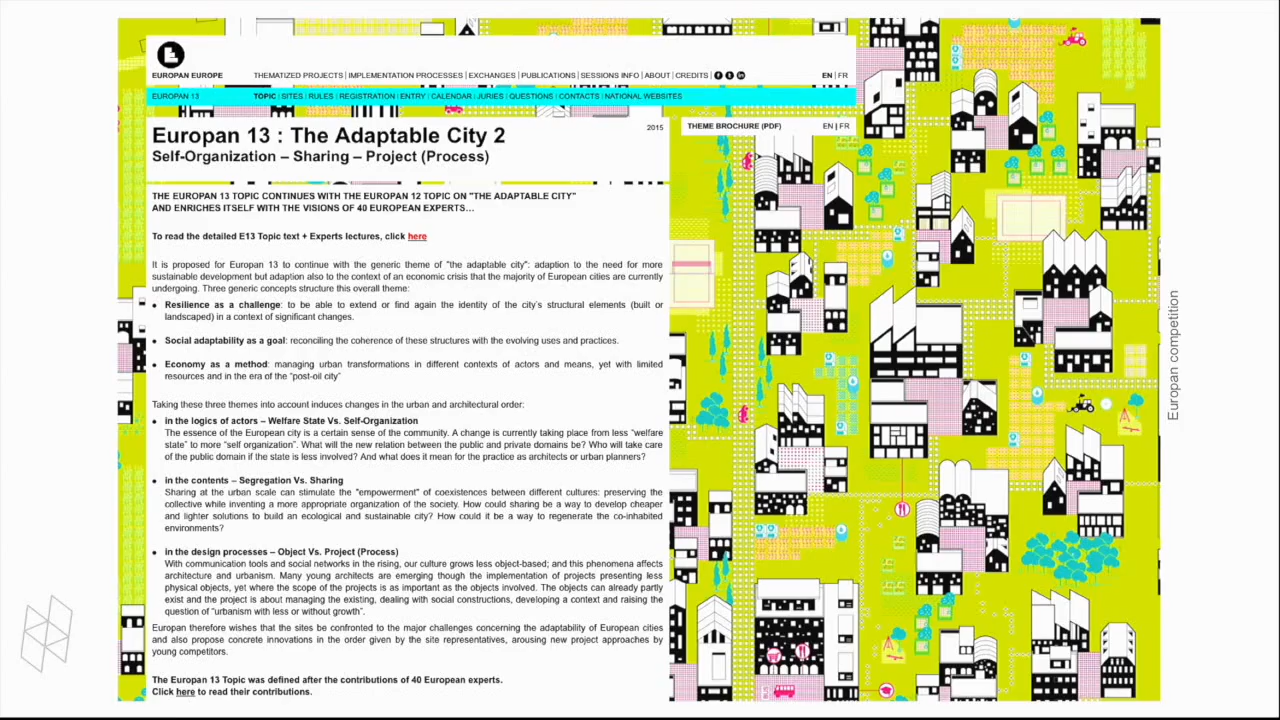 EUROPAN EUROPE
THEMATIZED PROJECTS | IMPLEMENTATION PROCESSES | EXCHANGES | PUBLICATIONS | SESSIONS INFO | ABOUT | CREDITS |
EN | FR
EUROPAN 13
TOPIC | SITES | RULES | REGISTRATION | ENTRY | CALENDAR | JURIES | QUESTIONS | CONTACTS | NATIONAL WEBSITES
Europan 13 : The Adaptable City 2
2015
Self-Organization – Sharing – Project (Process)
THEME BROCHURE (PDF)
EN | FR
THE EUROPAN 13 TOPIC CONTINUES WITH THE EUROPAN 12 TOPIC ON "THE ADAPTABLE CITY"
AND ENRICHES ITSELF WITH THE VISIONS OF 40 EUROPEAN EXPERTS…
To read the detailed E13 Topic text + Experts lectures, click here
It is proposed for Europan 13 to continue with the generic theme of "the adaptable city": adaption to the need for more
sustainable development but adaption also to the context of an economic crisis that the majority of European cities are currently
undergoing. Three generic concepts structure this overall theme:
• Resilience as a challenge: to be able to extend or find again the identity of the city's structural elements (built or
landscaped) in a context of significant changes.
• Social adaptability as a goal: reconciling the coherence of these structures with the evolving uses and practices.
• Economy as a method: managing urban transformations in different contexts of actors and means, yet with limited
resources and in the era of the "post-oil city"
Taking these three themes into account induces changes in the urban and architectural order:
• in the logics of actors – Welfare State Vs. Self-Organization
The essence of the European city is a certain sense of the community. A change is currently taking place from less "welfare
state" to more "self organization". What will the new relation between the public and private domains be? Who will take care
of the public domain if the state is less involved? And what does it mean for the practice as architects or urban planners?
• in the contents – Segregation Vs. Sharing
Sharing at the urban scale can stimulate the "empowerment" of coexistences between different cultures: preserving the
collective while inventing a more appropriate organization of the society. How could sharing be a way to develop cheaper
and lighter solutions to build an ecological and sustainable city? How could it be a way to regenerate the co-inhabited
environments?
• in the design processes – Object Vs. Project (Process)
With communication tools and social networks in the rising, our culture grows less object-based; and this phenomena affects
architecture and urbanism. Many young architects are emerging though the implementation of projects presenting less
physical objects, yet where the scope of the projects is as important as the objects involved. The objects can already partly
exist and the project is about managing the existing, dealing with social constructions, developing a context and raising the
question of "urbanism with less or without growth".
Europan therefore wishes that the sites be confronted to the major challenges concerning the adaptability of European cities
and also propose concrete innovations in the order given by the site representatives, arousing new project approaches by
young competitors.
The Europan 13 Topic was defined after the contributions of 40 European experts.
Click here to read their contributions.
BUS
Europan competition